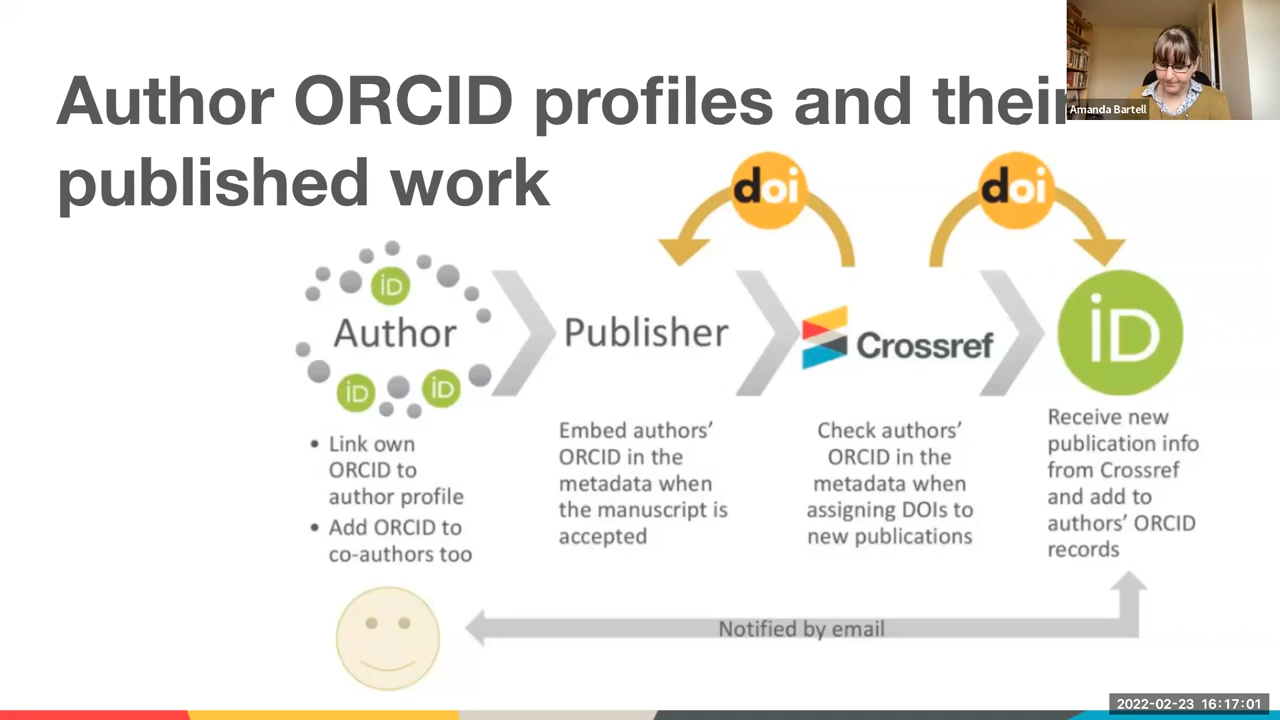 Author ORCID profiles and their
published work
Amanda Bartell
doi
doi
iD
Author
iD
iD
Publisher
Crossref
iD
• Link own
ORCID to
author profile
• Add ORCID to
co-authors too
Embed authors’
ORCID in the
metadata when
the manuscript is
accepted
Check authors’
ORCID in the
metadata when
assigning DOIs to
new publications
Receive new
publication info
from Crossref
and add to
authors’ ORCID
records
Notified by email
2022-02-23 16:17:01